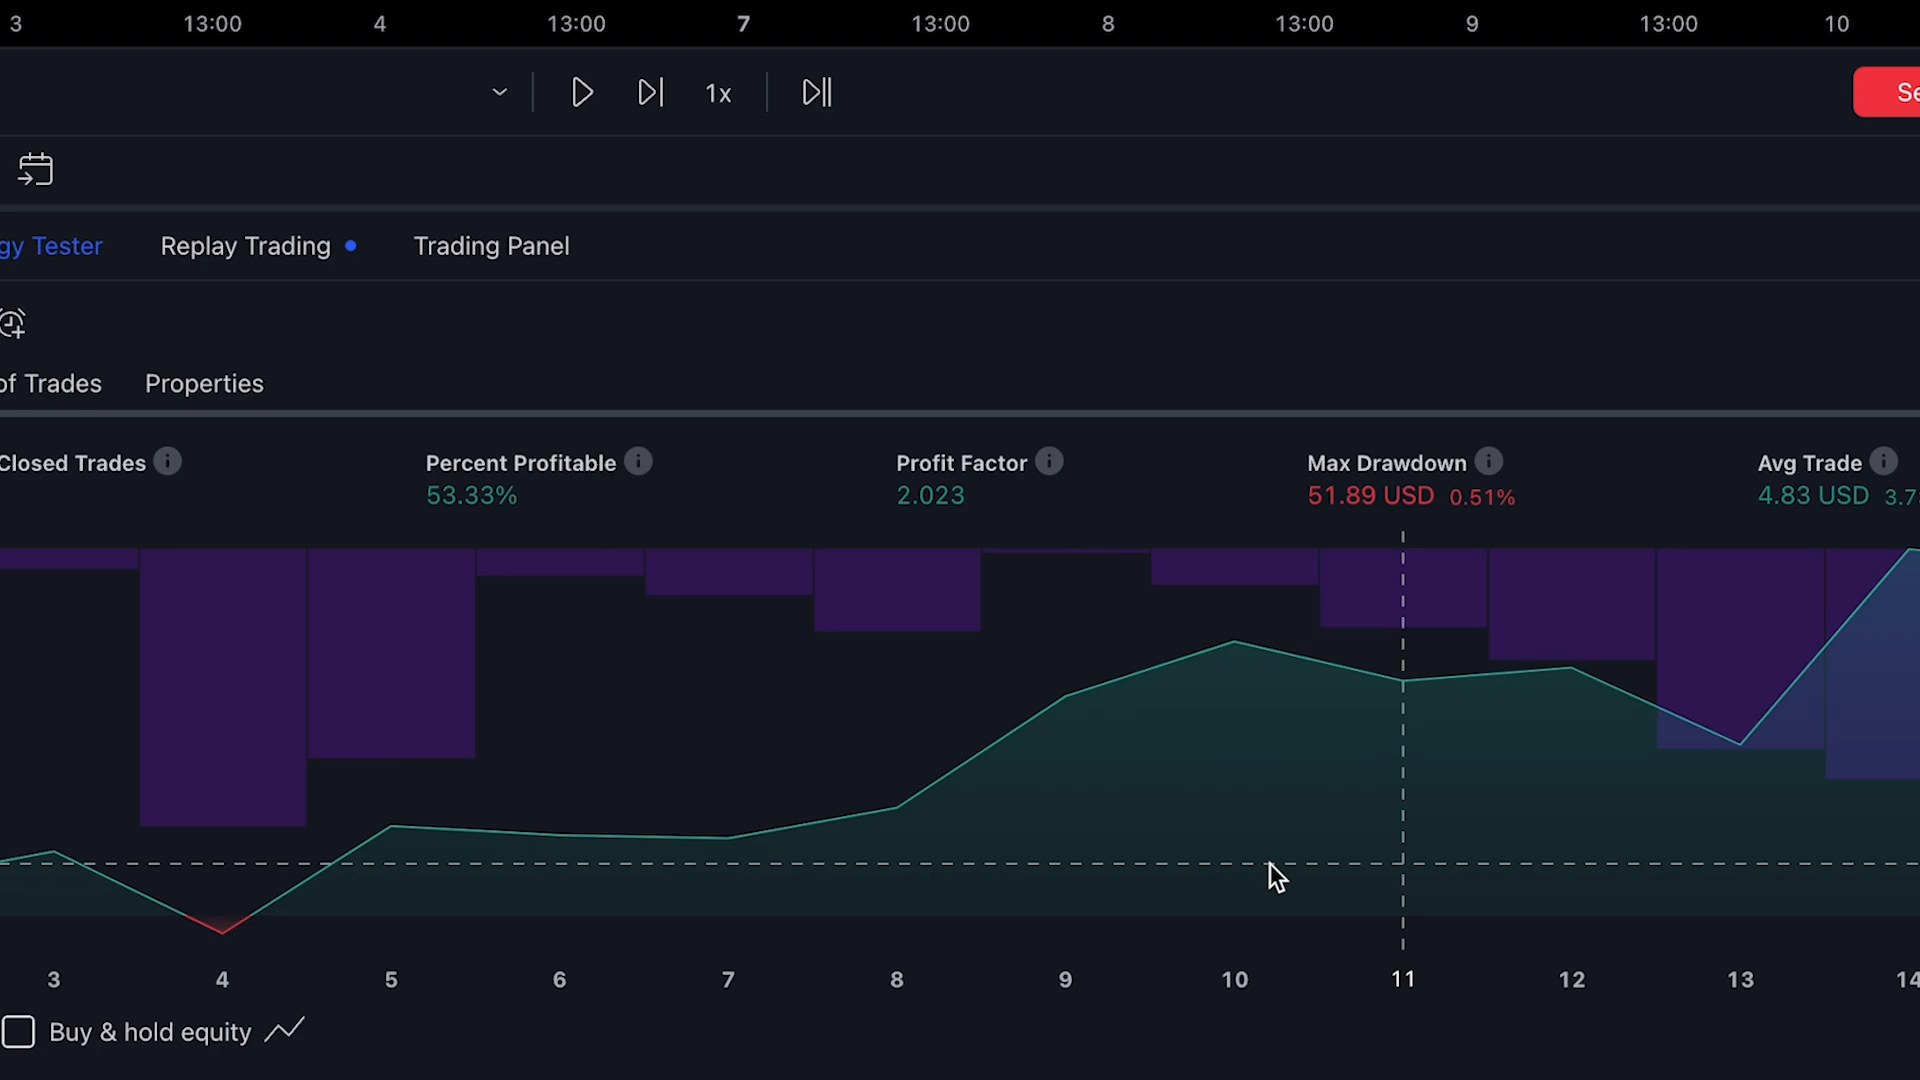 3 13:00 4 13:00 7 13:00 8 13:00 9 13:00 10
1x Se
gy Tester Replay Trading Trading Panel
of Trades Properties
Closed Trades Percent Profitable Profit Factor Max Drawdown Avg Trade
53.33% 2.023 51.89 USD 0.51% 4.83 USD 3.7
3 4 5 6 7 8 9 10 11 12 13 14
Buy & hold equity